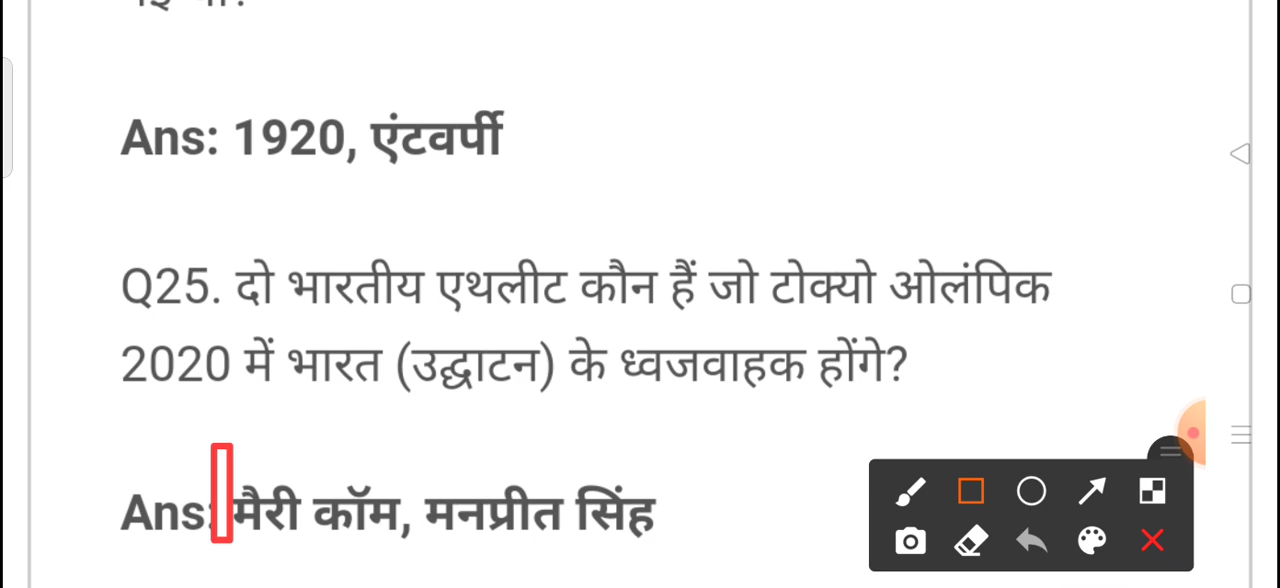 Ans: 1920, एंटवर्पी
Q25. दो भारतीय एथलीट कौन हैं जो टोक्यो ओलंपिक
2020 में भारत (उद्घाटन) के ध्वजवाहक होंगे?
Ans: मैरी कॉम, मनप्रीत सिंह